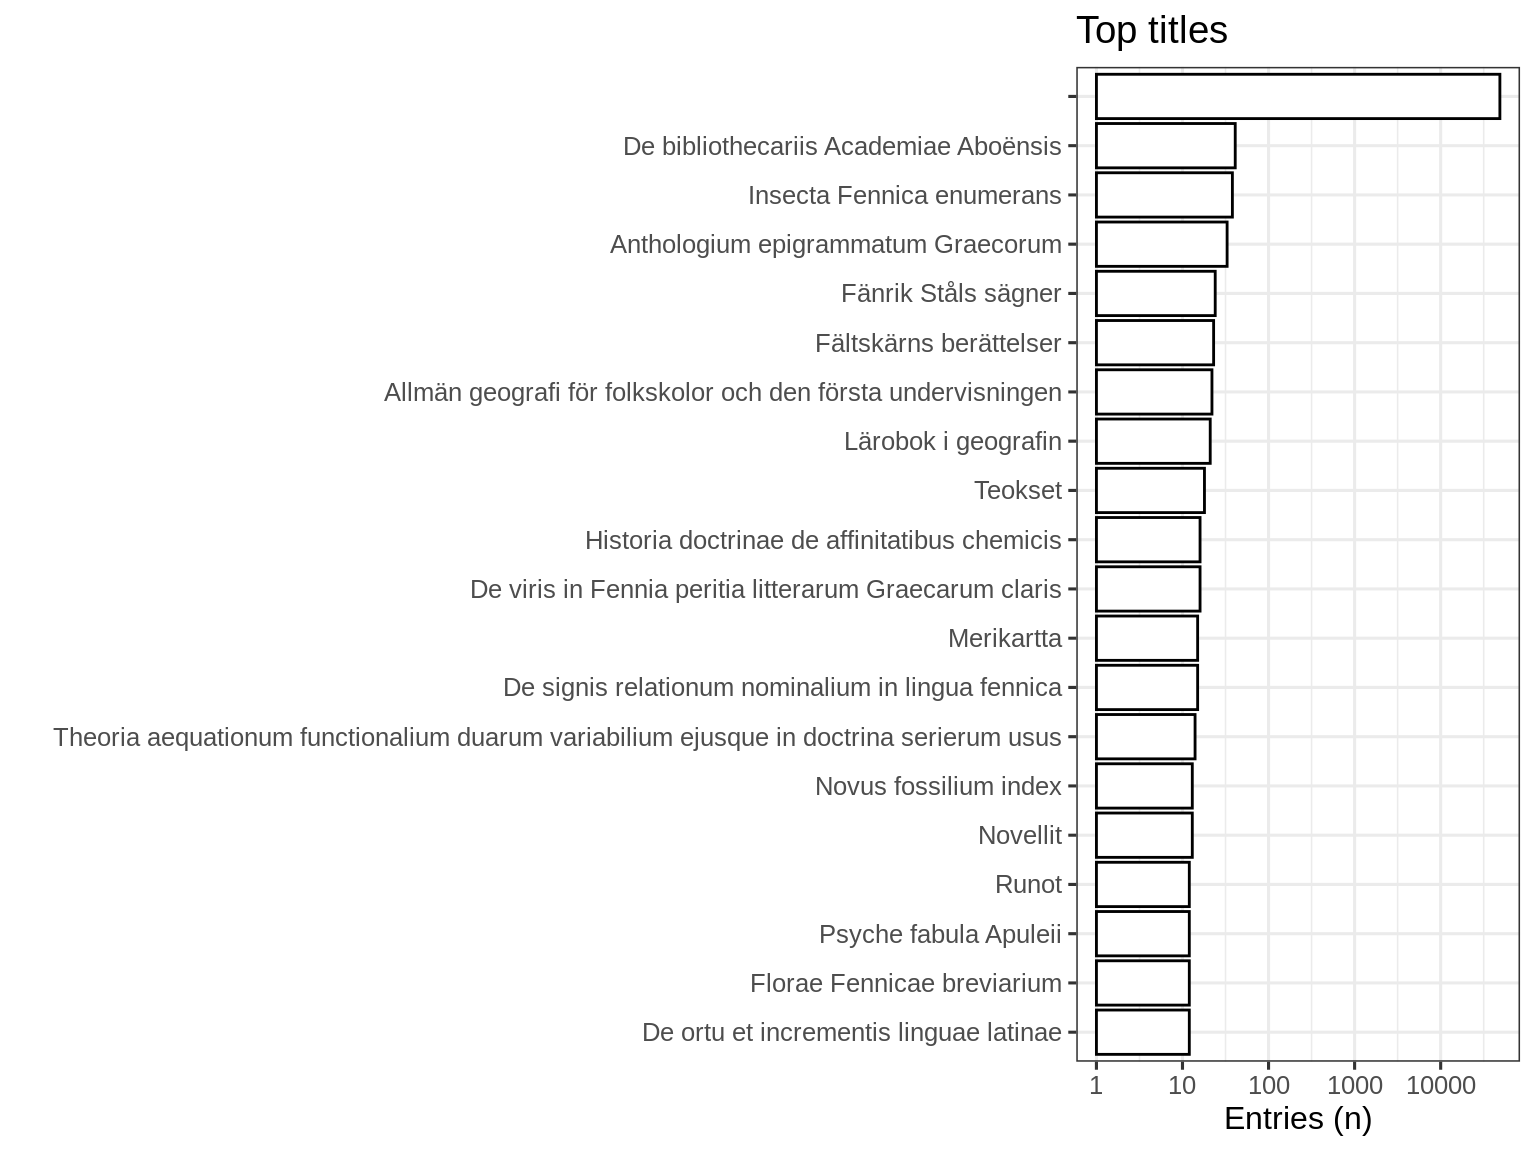 Top titles
De bibliothecariis Academiae Aboënsis
Insecta Fennica enumerans
Anthologium epigrammatum Graecorum
Fänrik Ståls sägner
Fältskärns berättelser
Allmän geografi för folkskolor och den första undervisningen
Lärobok i geografin
Teokset
Historia doctrinae de affinitatibus chemicis
De viris in Fennia peritia litterarum Graecarum claris
Merikartta
De signis relationum nominalium in lingua fennica
Theoria aequationum functionalium duarum variabilium ejusque in doctrina serierum usus
Novus fossilium index
Novellit
Runot
Psyche fabula Apuleii
Florae Fennicae breviarium
De ortu et incrementis linguae latinae
1 10 100 1000 10000
Entries (n)